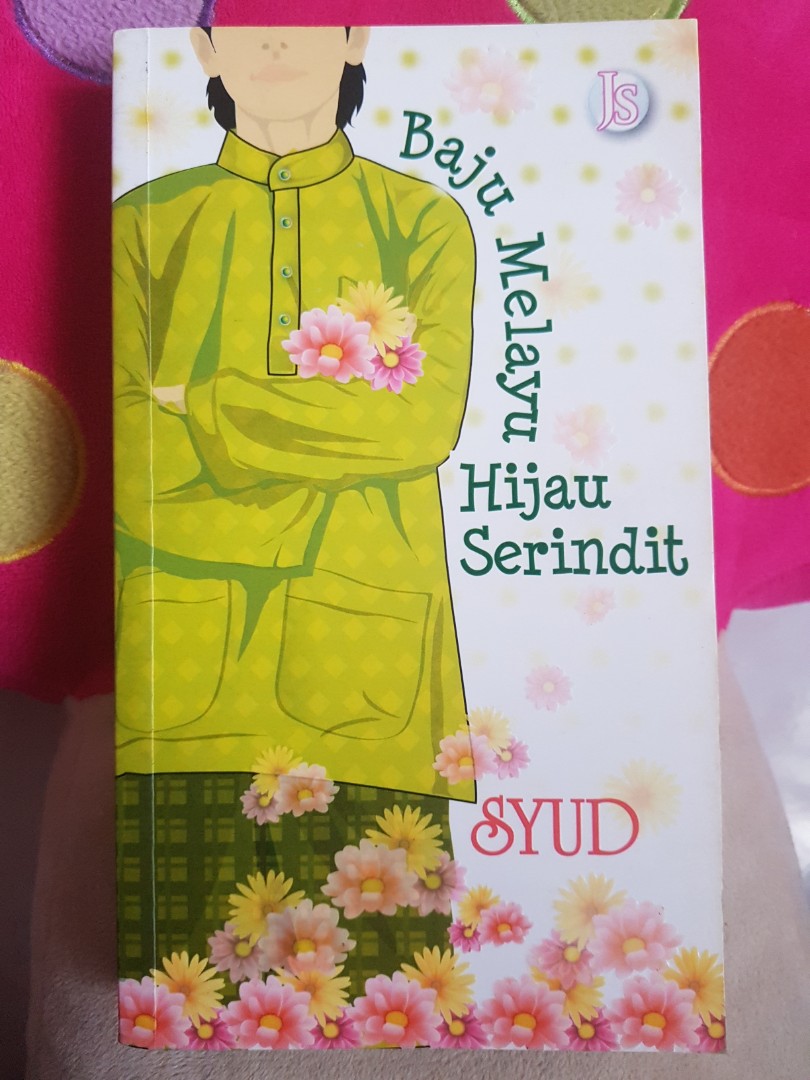 Js
Baju Melayu
Hijau
Serindit
SYUD